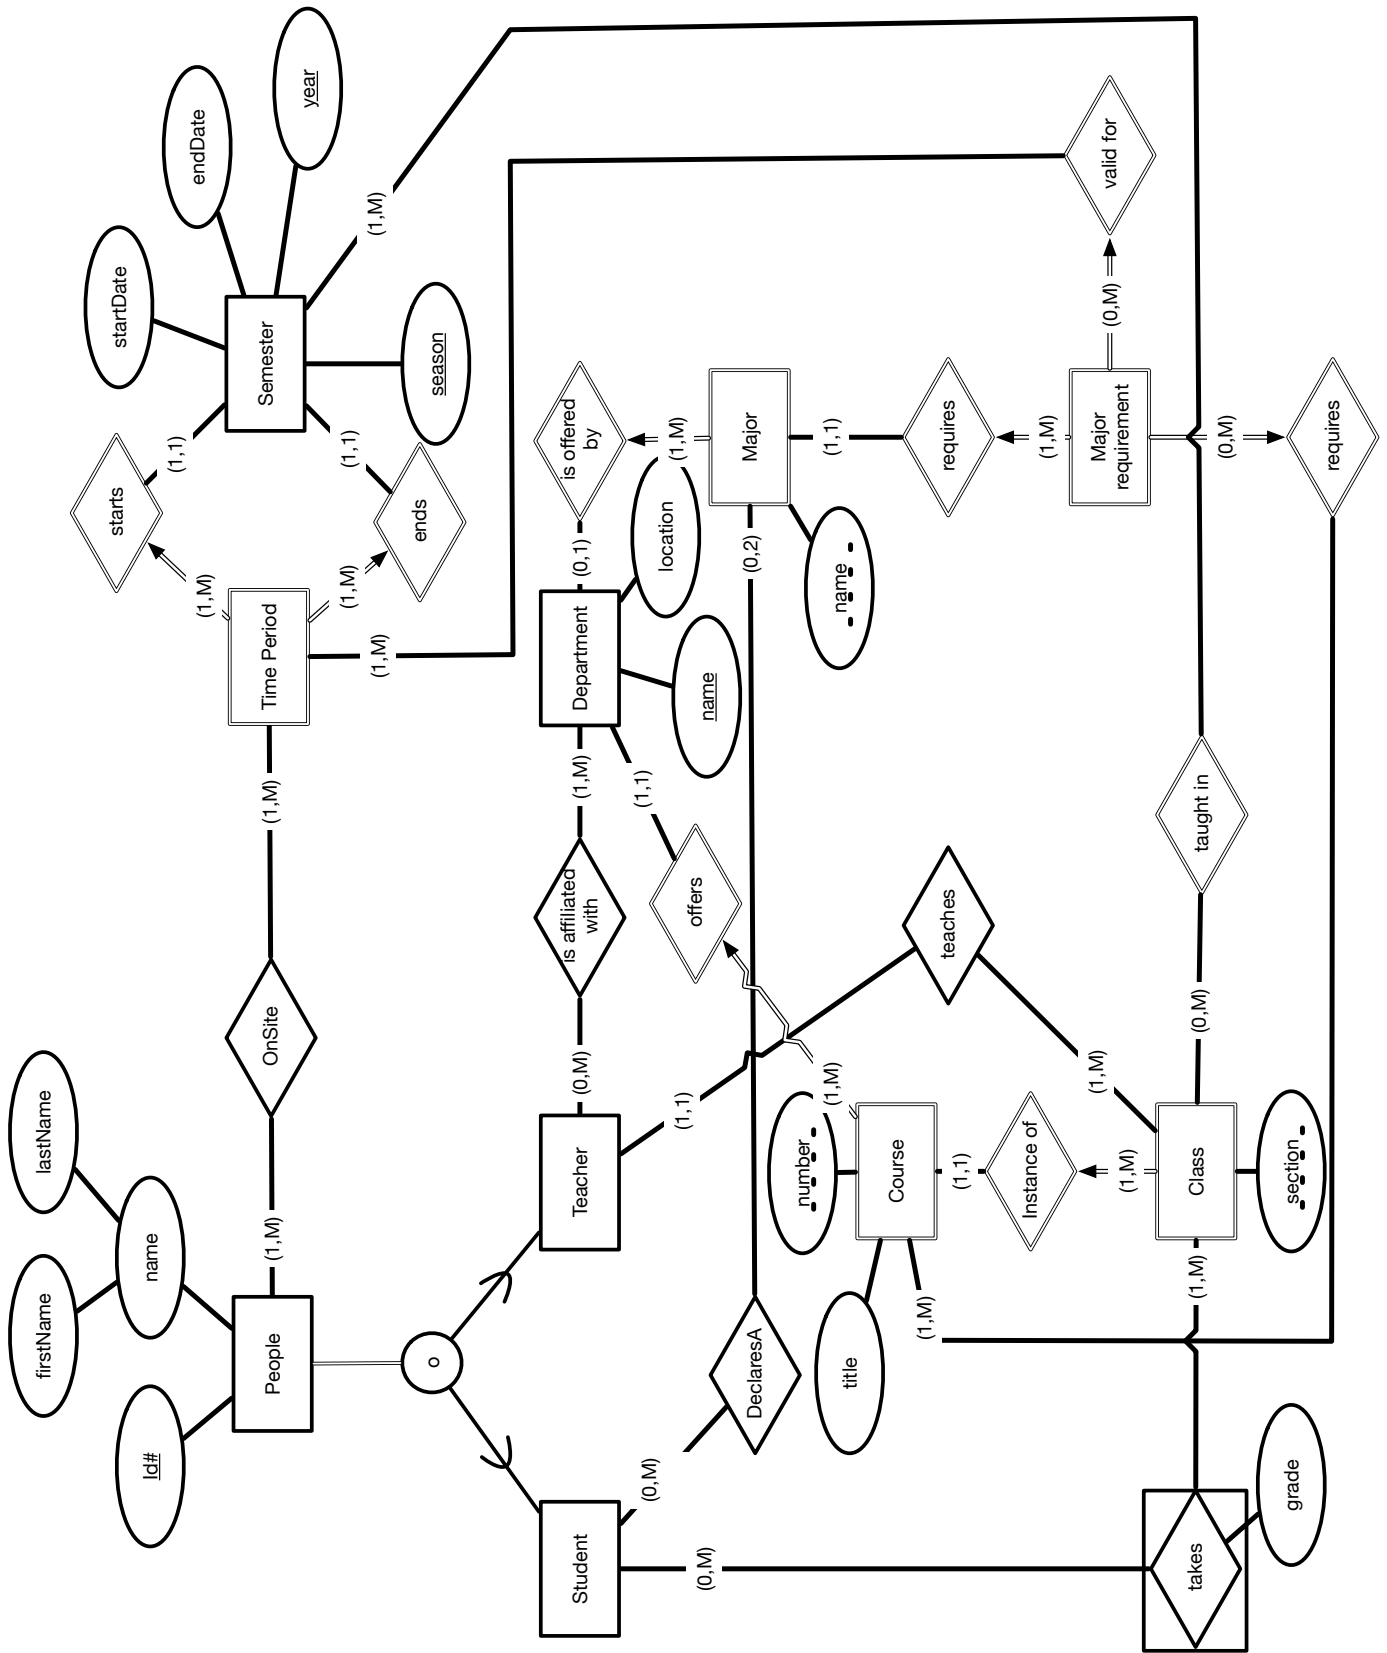 firstName
lastName
starts
startDate
Id#
name
(1,1)
endDate
(1,M)
People
(1,M)
OnSite
(1,M)
Time Period
Semester
year
(1,M)
(1,1)
(1,M)
(1,M)
ends
season
o
Student
Teacher
(0,M)
is affiliated
with
(1,M)
Department
(0,1)
is offered
by
(0,M)
(1,1)
location
(1,1)
(1,M)
offers
(0,M)
name
DeclaresA
(0,2)
Major
number
(1,M)
(1,1)
name
title
Course
(1,M)
teaches
requires
(1,1)
Instance of
(1,M)
(1,M)
Major
requirement
(0,M)
valid for
(1,M)
takes
(1,M)
Class
(0,M)
taught in
(0,M)
grade
section
requires